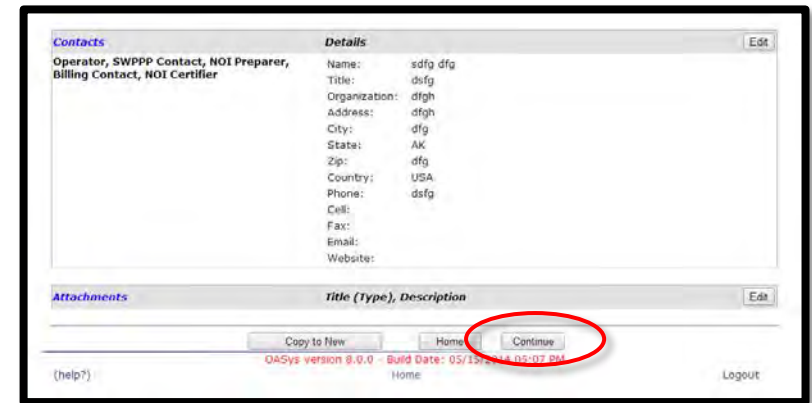 Contacts Details Edit
Operator, SWPPP Contact, NOI Preparer, Name: sdfg dfg
Billing Contact, NOI Certifier Title: dsfg
Organization: dfgh
Address: dfgh
City: dfg
State: AK
Zip: dfg
Country: USA
Phone: dsfg
Cell:
Fax:
Email:
Website:
Attachments Title (Type), Description Edit
Copy to New Home Continue
OASys version 8.0.0 - Build Date: 05/15/2014 05:07 PM
(help?) Home Logout